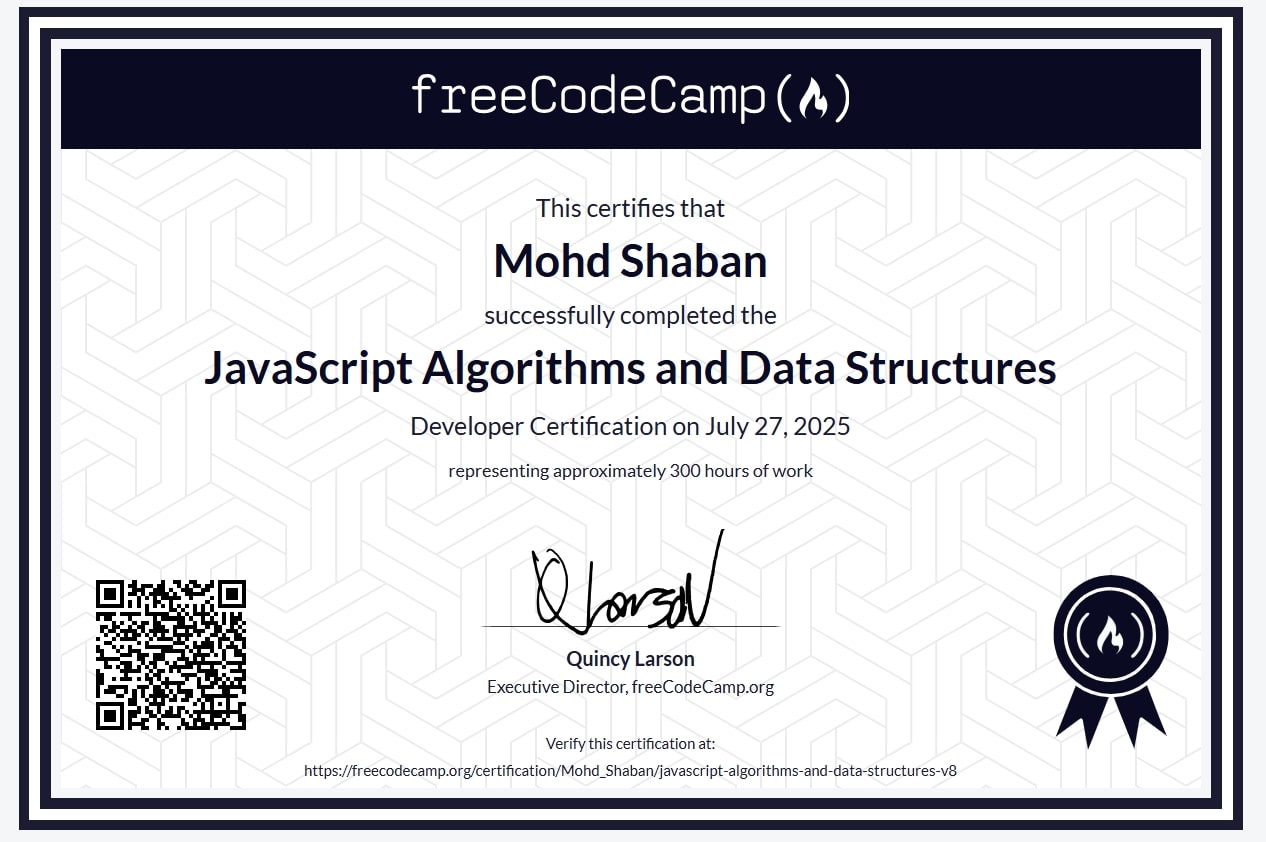 freeCodeCamp
This certifies that
Mohd Shaban
successfully completed the
JavaScript Algorithms and Data Structures
Developer Certification on July 27, 2025
representing approximately 300 hours of work
Quincy Larson
Executive Director, freeCodeCamp.org
Verify this certification at:
https://freecodecamp.org/certification/Mohd_Shaban/javascript-algorithms-and-data-structures-v8